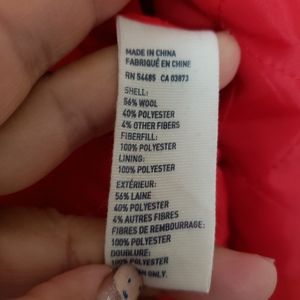 MADE IN CHINA
FABRIQUÉ EN CHINE
RN 54485 CA 03873
SHELL:
56% WOOL
40% POLYESTER
4% OTHER FIBERS
FIBERFILL:
100% POLYESTER
LINING:
100% POLYESTER
EXTÉRIEUR:
56% LAINE
40% POLYESTER
4% AUTRES FIBRES
FIBRES DE REMBOURRAGE:
100% POLYESTER
DOUBLURE:
100% POLYESTER
ONLY.